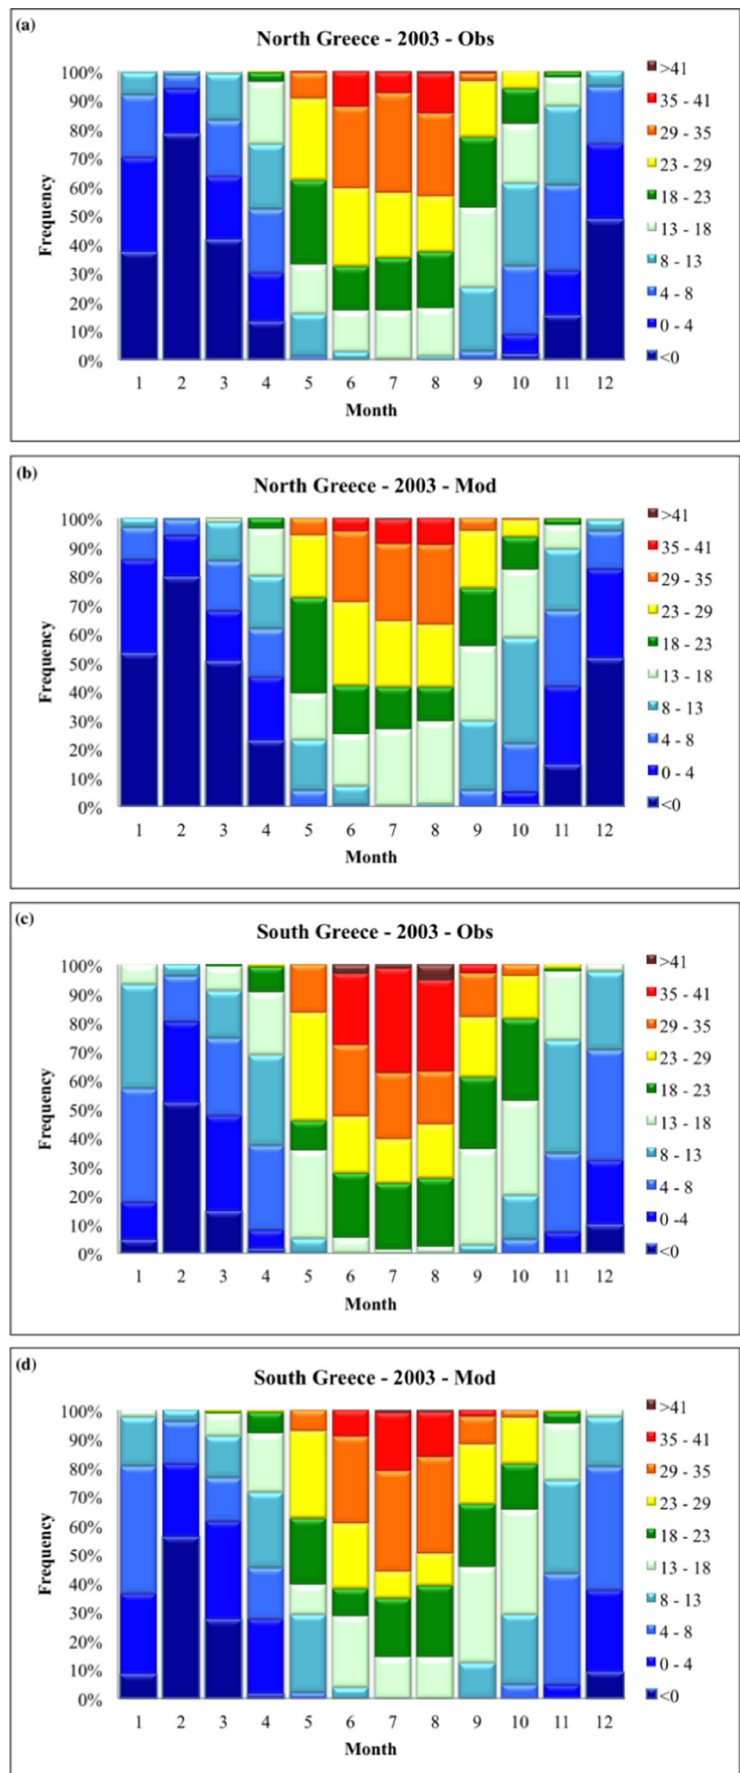 (a)
North Greece - 2003 - Obs
Frequency
100%
90%
80%
70%
60%
50%
40%
30%
20%
10%
0%
1 2 3 4 5 6 7 8 9 10 11 12
Month
>41
35 - 41
29 - 35
23 - 29
18 - 23
13 - 18
8 - 13
4 - 8
0 - 4
<0
(b)
North Greece - 2003 - Mod
Frequency
100%
90%
80%
70%
60%
50%
40%
30%
20%
10%
0%
1 2 3 4 5 6 7 8 9 10 11 12
Month
>41
35 - 41
29 - 35
23 - 29
18 - 23
13 - 18
8 - 13
4 - 8
0 - 4
<0
(c)
South Greece - 2003 - Obs
Frequency
100%
90%
80%
70%
60%
50%
40%
30%
20%
10%
0%
1 2 3 4 5 6 7 8 9 10 11 12
Month
>41
35 - 41
29 - 35
23 - 29
18 - 23
13 - 18
8 - 13
4 - 8
0 -4
<0
(d)
South Greece - 2003 - Mod
Frequency
100%
90%
80%
70%
60%
50%
40%
30%
20%
10%
0%
1 2 3 4 5 6 7 8 9 10 11 12
Month
>41
35 - 41
29 - 35
23 - 29
18 - 23
13 - 18
8 - 13
4 - 8
0 - 4
<0